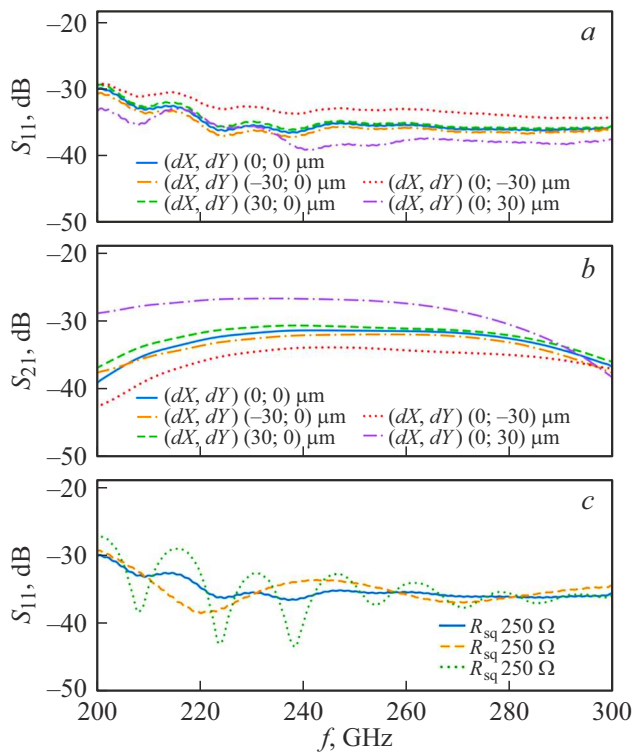 –20
a
–30
S11, dB
–40
(dX, dY) (0; 0) μm
(dX, dY) (–30; 0) μm
(dX, dY) (0; –30) μm
(dX, dY) (30; 0) μm
(dX, dY) (0; 30) μm
–50
–20
b
–30
S21, dB
–40
(dX, dY) (0; 0) μm
(dX, dY) (–30; 0) μm
(dX, dY) (0; –30) μm
(dX, dY) (30; 0) μm
(dX, dY) (0; 30) μm
–50
–20
c
–30
S11, dB
–40
Rsq 250 Ω
Rsq 250 Ω
Rsq 250 Ω
–50
200 220 240 260 280 300
f, GHz